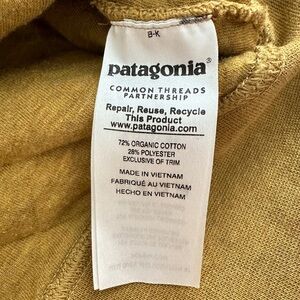 B-K
patagonia®
COMMON THREADS
PARTNERSHIP
Repair, Reuse, Recycle
This Product
www.patagonia.com
72% ORGANIC COTTON
28% POLYESTER
EXCLUSIVE OF TRIM
MADE IN VIETNAM
FABRIQUÉ AU VIETNAM
HECHO EN VIETNAM